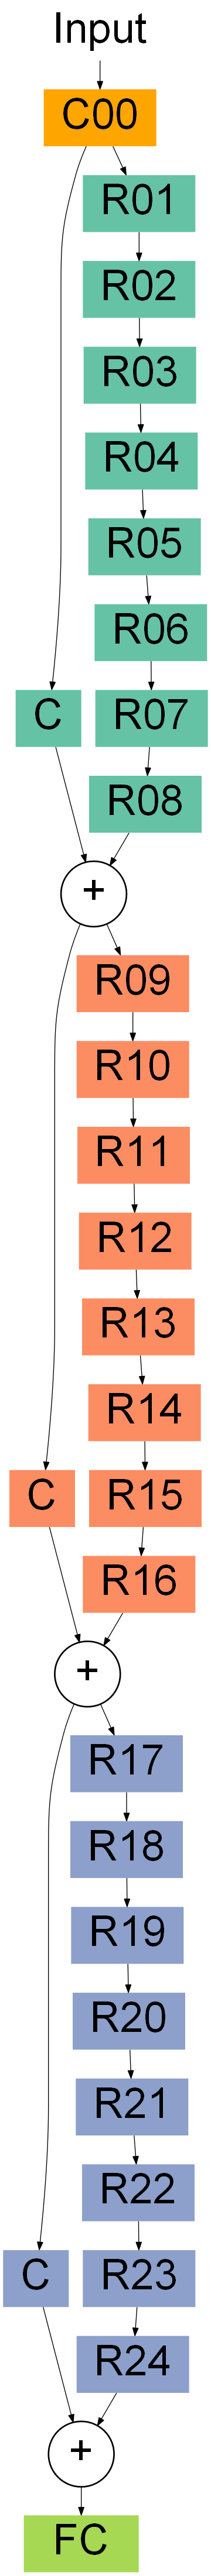 Input
C00
R01
R02
R03
R04
R05
R06
C
R07
R08
+
R09
R10
R11
R12
R13
R14
C
R15
R16
+
R17
R18
R19
R20
R21
R22
C
R23
R24
+
FC